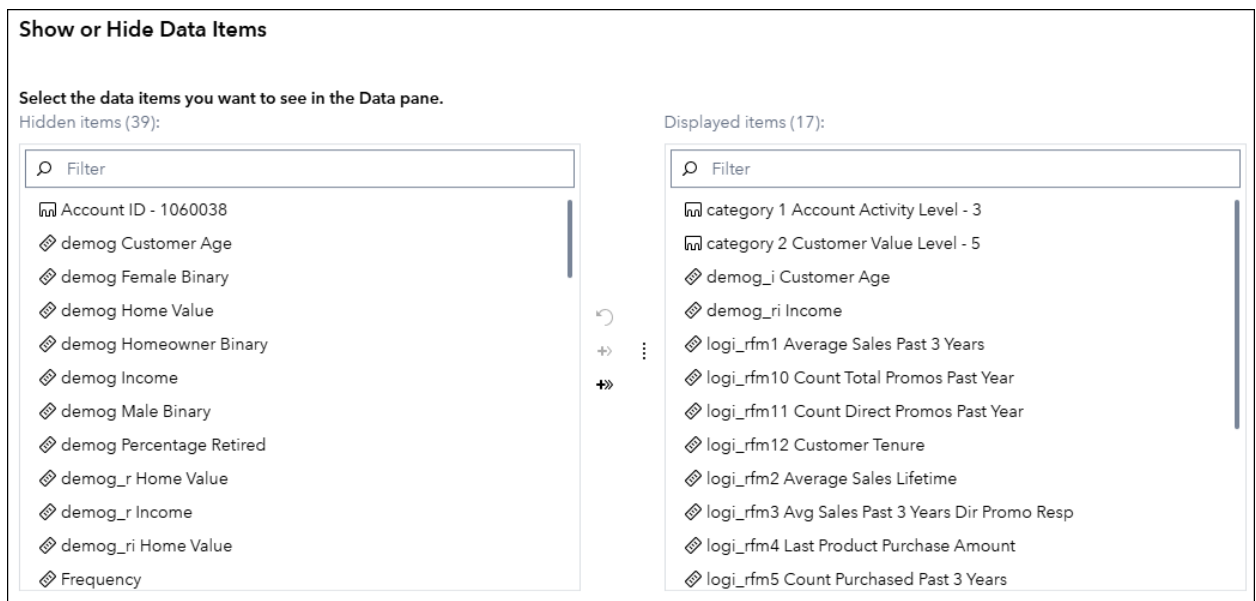 Show or Hide Data Items
Select the data items you want to see in the Data pane.
Hidden items (39):
Filter
Account ID - 1060038
demog Customer Age
demog Female Binary
demog Home Value
demog Homeowner Binary
demog Income
demog Male Binary
demog Percentage Retired
demog_r Home Value
demog_r Income
demog_ri Home Value
Frequency
Displayed items (17):
Filter
category 1 Account Activity Level - 3
category 2 Customer Value Level - 5
demog_i Customer Age
demog_ri Income
logi_rfm1 Average Sales Past 3 Years
logi_rfm10 Count Total Promos Past Year
logi_rfm11 Count Direct Promos Past Year
logi_rfm12 Customer Tenure
logi_rfm2 Average Sales Lifetime
logi_rfm3 Avg Sales Past 3 Years Dir Promo Resp
logi_rfm4 Last Product Purchase Amount
logi_rfm5 Count Purchased Past 3 Years